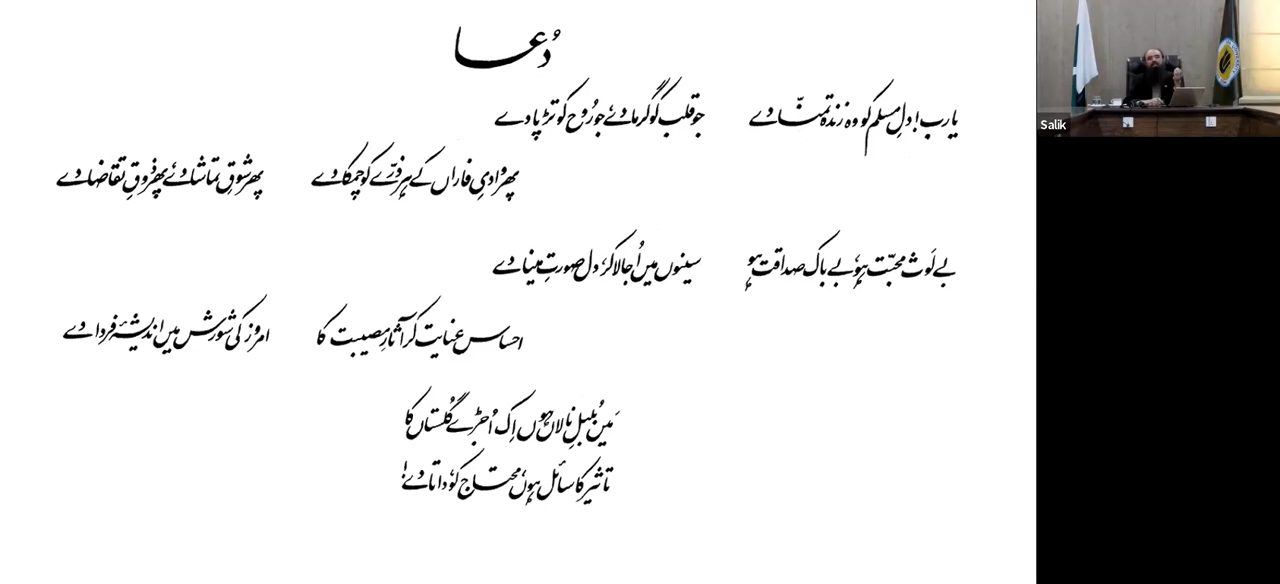 دُعا
یارب! دلِ مسلم کو وہ زندہ تمنّا دے جو قلب کو گرما دے، جو رُوح کو تڑپا دے
پھر وادیِ فاراں کے ہر ذرّے کو چمکا دے پھر شوقِ تماشا دے، پھر ذوقِ تقاضا دے
بے لَوث محبّت ہو، بے باک صداقت ہو سینوں میں اُجالا کر، دل صورتِ مینا دے
احساس عنایت کر آثارِ مصیبت کا امروز کی شورش میں اندیشۂ فردا دے
مَیں بُلبلِ نالاں ہوں اِک اُجڑے گُلستاں کا
تاثیر کا سائل ہوں، محتاج کو، داتا دے!
Salik